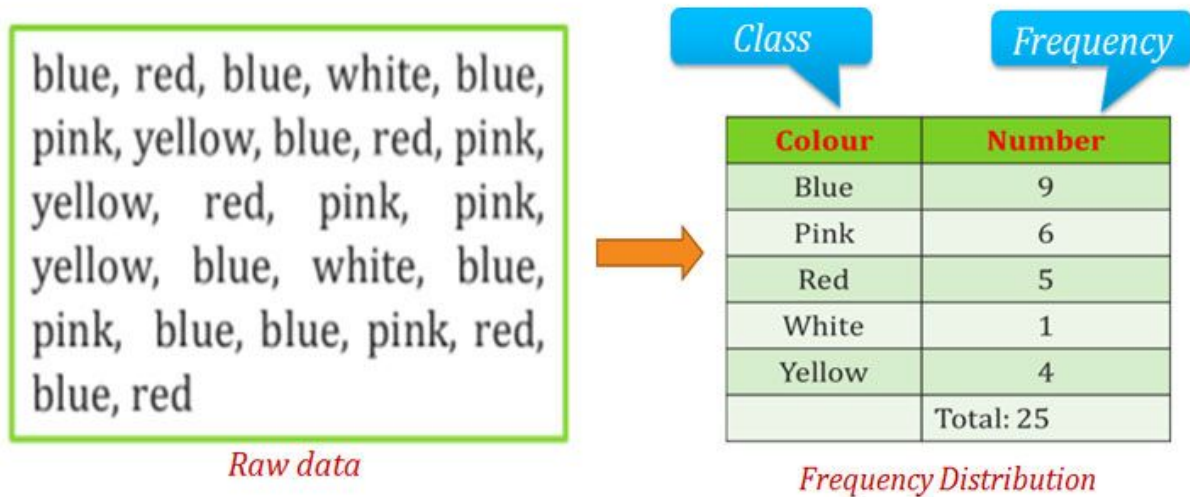 blue, red, blue, white, blue,
pink, yellow, blue, red, pink,
yellow, red, pink, pink,
yellow, blue, white, blue,
pink, blue, blue, pink, red,
blue, red
Raw data
Class
Frequency
Colour Number
Blue 9
Pink 6
Red 5
White 1
Yellow 4
Total: 25
Frequency Distribution